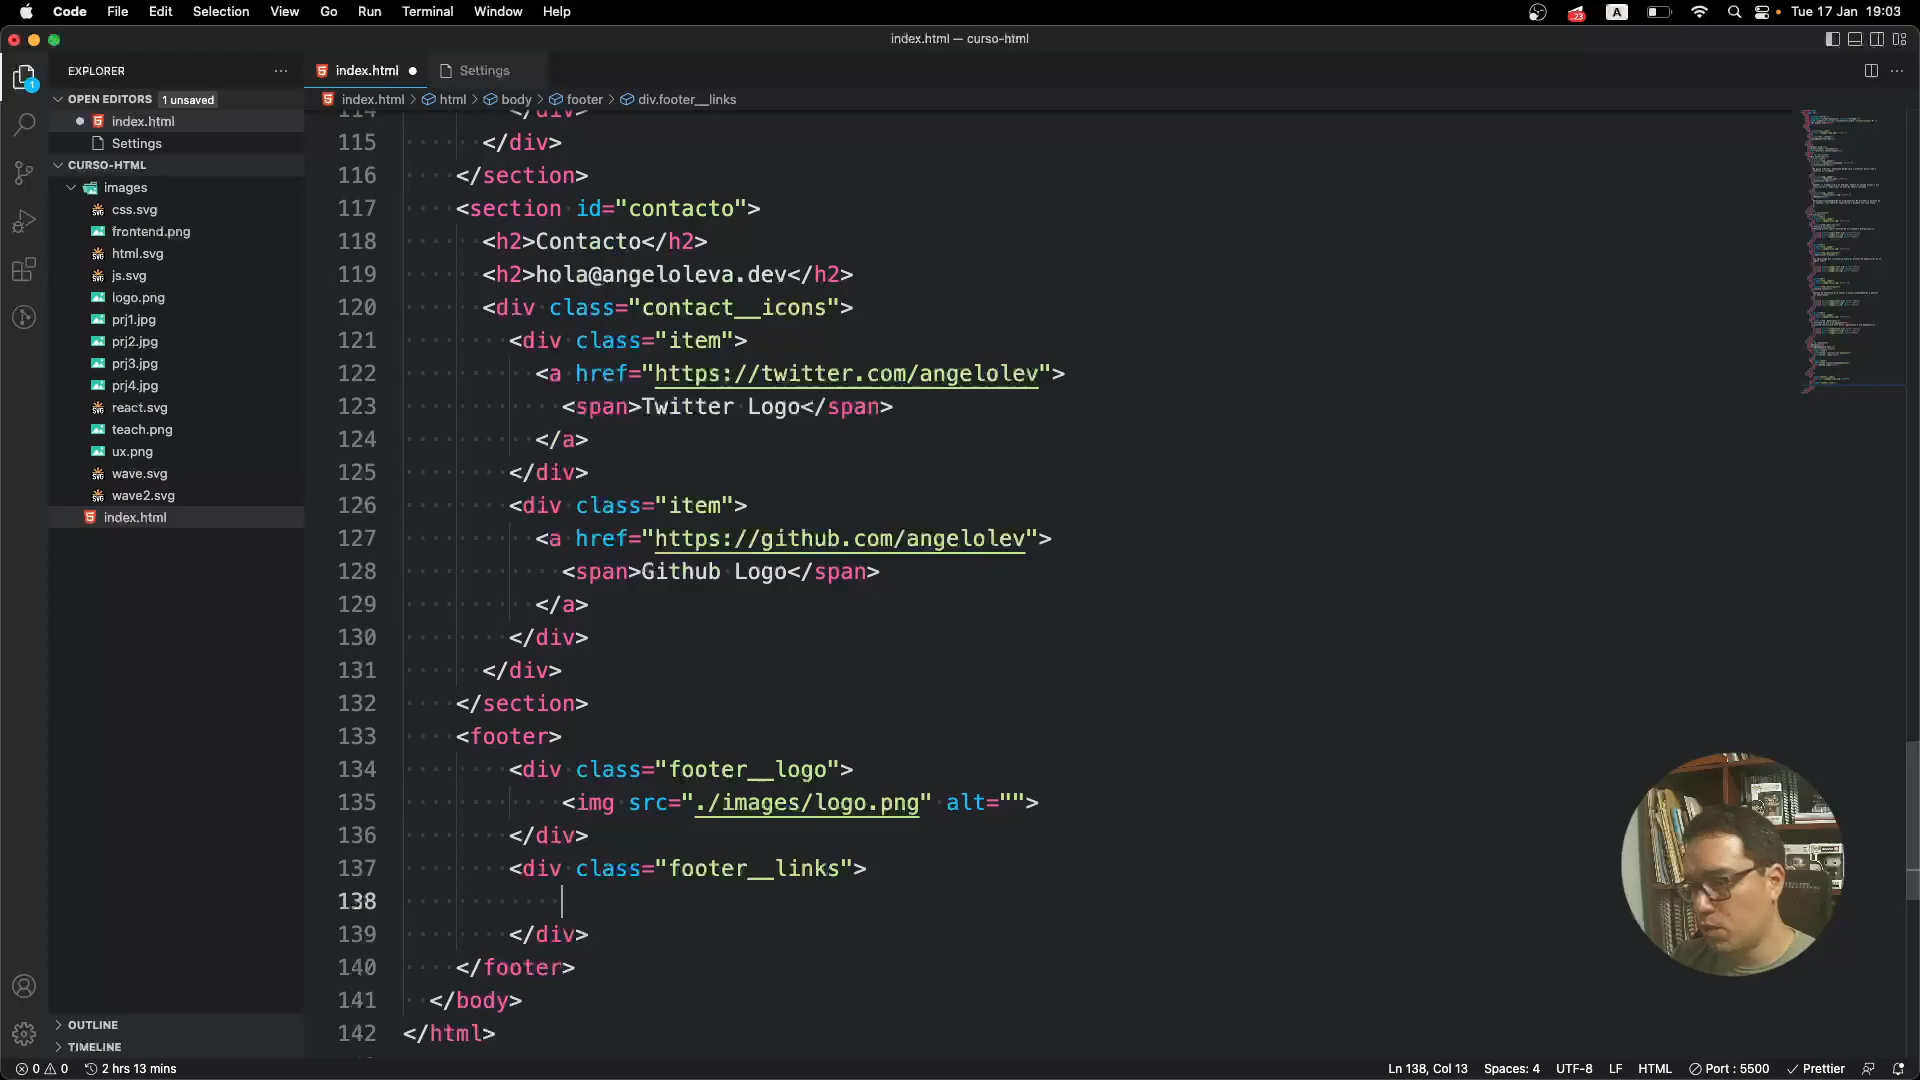 Code File Edit Selection View Go Run Terminal Window Help
23 A Tue 17 Jan 19:03
index.html — curso-html
EXPLORER
index.html Settings
OPEN EDITORS 1 unsaved
index.html > html > body > footer > div.footer__links
index.html
Settings
CURSO-HTML
images
css.svg
frontend.png
html.svg
js.svg
logo.png
prj1.jpg
prj2.jpg
prj3.jpg
prj4.jpg
react.svg
teach.png
ux.png
wave.svg
wave2.svg
index.html
OUTLINE
TIMELINE
114 </div>
115 </div>
116 </section>
117 <section id="contacto">
118 <h2>Contacto</h2>
119 <h2>hola@angeloleva.dev</h2>
120 <div class="contact__icons">
121 <div class="item">
122 <a href="https://twitter.com/angelolev">
123 <span>Twitter Logo</span>
124 </a>
125 </div>
126 <div class="item">
127 <a href="https://github.com/angelolev">
128 <span>Github Logo</span>
129 </a>
130 </div>
131 </div>
132 </section>
133 <footer>
134 <div class="footer__logo">
135 <img src="./images/logo.png" alt="">
136 </div>
137 <div class="footer__links">
138
139 </div>
140 </footer>
141 </body>
142 </html>
0 0 2 hrs 13 mins
Ln 138, Col 13 Spaces: 4 UTF-8 LF HTML Port : 5500 Prettier